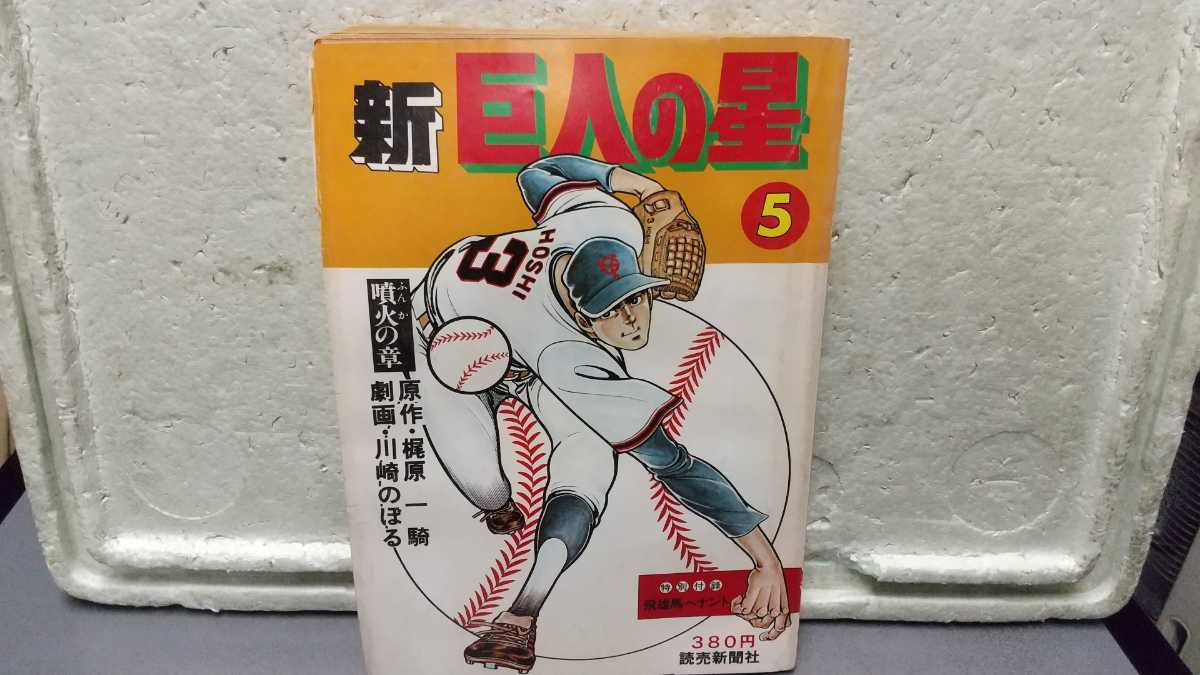 新 巨人の星
5
HOSHI
3
噴火の章
ふんか
原作・梶原一騎
劇画・川崎のぼる
特別付録
飛雄馬ペナント
380円
読売新聞社